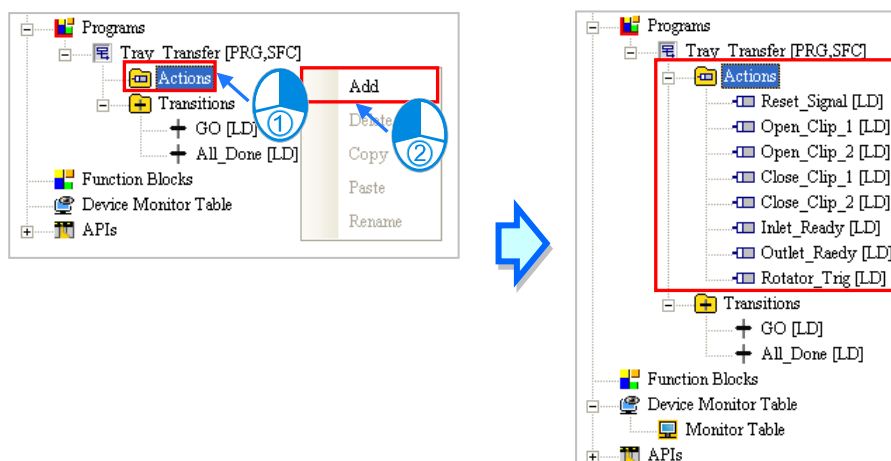 Programs
Tray_Transfer [PRG,SFC]
Actions
Transitions
GO [LD]
All_Done [LD]
Function Blocks
Device Monitor Table
APIs
Add
Delete
Copy
Paste
Rename
①
②
Programs
Tray_Transfer [PRG,SFC]
Actions
Reset_Signal [LD]
Open_Clip_1 [LD]
Open_Clip_2 [LD]
Close_Clip_1 [LD]
Close_Clip_2 [LD]
Inlet_Ready [LD]
Outlet_Raedy [LD]
Rotator_Trig [LD]
Transitions
GO [LD]
All_Done [LD]
Function Blocks
Device Monitor Table
Monitor Table
APIs